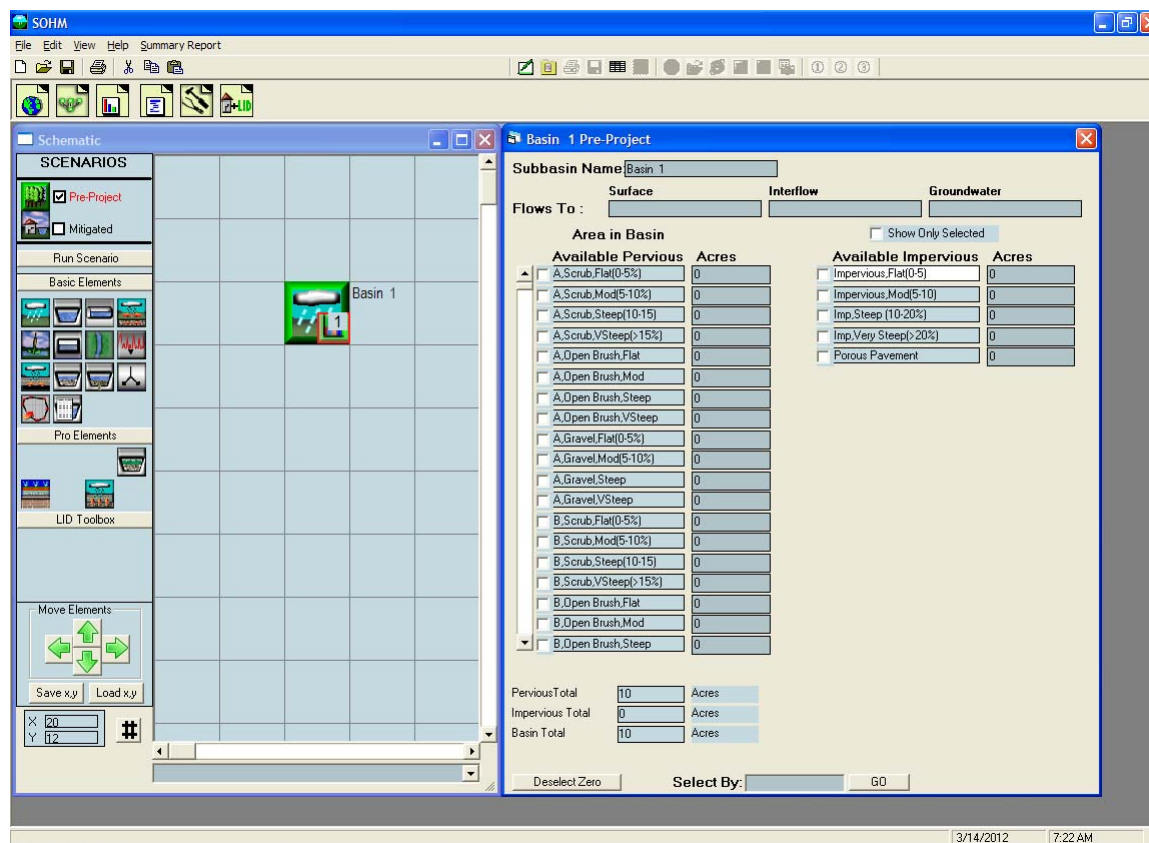 SOHM
File Edit View Help Summary Report
+LID
Schematic
SCENARIOS
Pre-Project
Mitigated
Run Scenario
Basic Elements
Pro Elements
LID Toolbox
Move Elements
Save x,y Load x,y
X 20
Y 12
#
Basin 1
1
Basin 1 Pre-Project
Subbasin Name: Basin 1
Surface Interflow Groundwater
Flows To :
Area in Basin Show Only Selected
Available Pervious Acres Available Impervious Acres
A,Scrub,Flat(0-5%) 0 Impervious,Flat(0-5) 0
A,Scrub,Mod(5-10%) 0 Impervious,Mod(5-10) 0
A,Scrub,Steep(10-15) 0 Imp,Steep (10-20%) 0
A,Scrub,VSteep(>15%) 0 Imp,Very Steep(>20%) 0
A,Open Brush,Flat 0 Porous Pavement 0
A,Open Brush,Mod 0
A,Open Brush,Steep 0
A,Open Brush,VSteep 0
A,Gravel,Flat(0-5%) 0
A,Gravel,Mod(5-10%) 0
A,Gravel,Steep 0
A,Gravel,VSteep 0
B,Scrub,Flat(0-5%) 0
B,Scrub,Mod(5-10%) 0
B,Scrub,Steep(10-15) 0
B,Scrub,VSteep(>15%) 0
B,Open Brush,Flat 0
B,Open Brush,Mod 0
B,Open Brush,Steep 0
PerviousTotal 10 Acres
Impervious Total 0 Acres
Basin Total 10 Acres
Deselect Zero Select By: GO
3/14/2012 7:22 AM